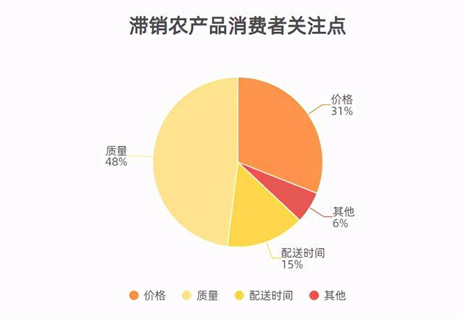 滞销农产品消费者关注点
价格
31%
质量
48%
其他
6%
配送时间
15%
价格 质量 配送时间 其他